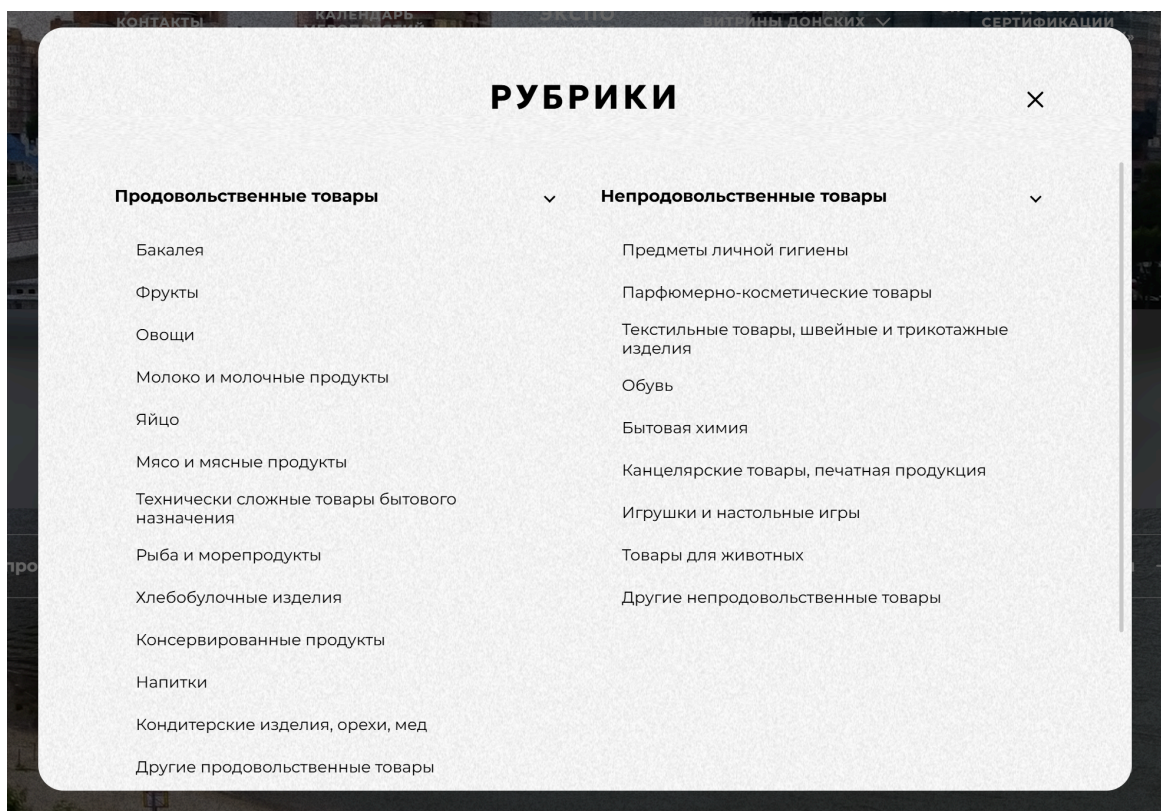 КОНТАКТЫ
КАЛЕНДАРЬ
МЕРОПРИЯТИЙ
ЭКСПО
ВИТРИНЫ ДОНСКИХ
СЕРТИФИКАЦИИ
РУБРИКИ
Продовольственные товары
Бакалея
Фрукты
Овощи
Молоко и молочные продукты
Яйцо
Мясо и мясные продукты
Технически сложные товары бытового
назначения
Рыба и морепродукты
Хлебобулочные изделия
Консервированные продукты
Напитки
Кондитерские изделия, орехи, мед
Другие продовольственные товары
Непродовольственные товары
Предметы личной гигиены
Парфюмерно-косметические товары
Текстильные товары, швейные и трикотажные
изделия
Обувь
Бытовая химия
Канцелярские товары, печатная продукция
Игрушки и настольные игры
Товары для животных
Другие непродовольственные товары